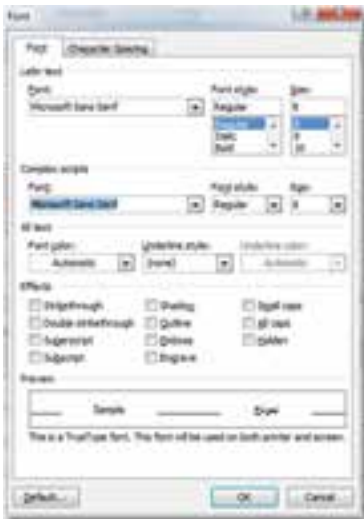 Font
Font Character Spacing
Latin text
Font: Font style: Size:
Microsoft Sans Serif Regular 8
Regular 8
Italic 9
Bold 10
Complex scripts
Font: Font style: Size:
Microsoft Sans Serif Regular 8
All text
Font color: Underline style: Underline color:
Automatic (none) Automatic
Effects
Strikethrough Shadow Small caps
Double strikethrough Outline All caps
Superscript Emboss Hidden
Subscript Engrave
Preview
Sample
This is a TrueType font. This font will be used on both printer and screen.
Default... OK Cancel